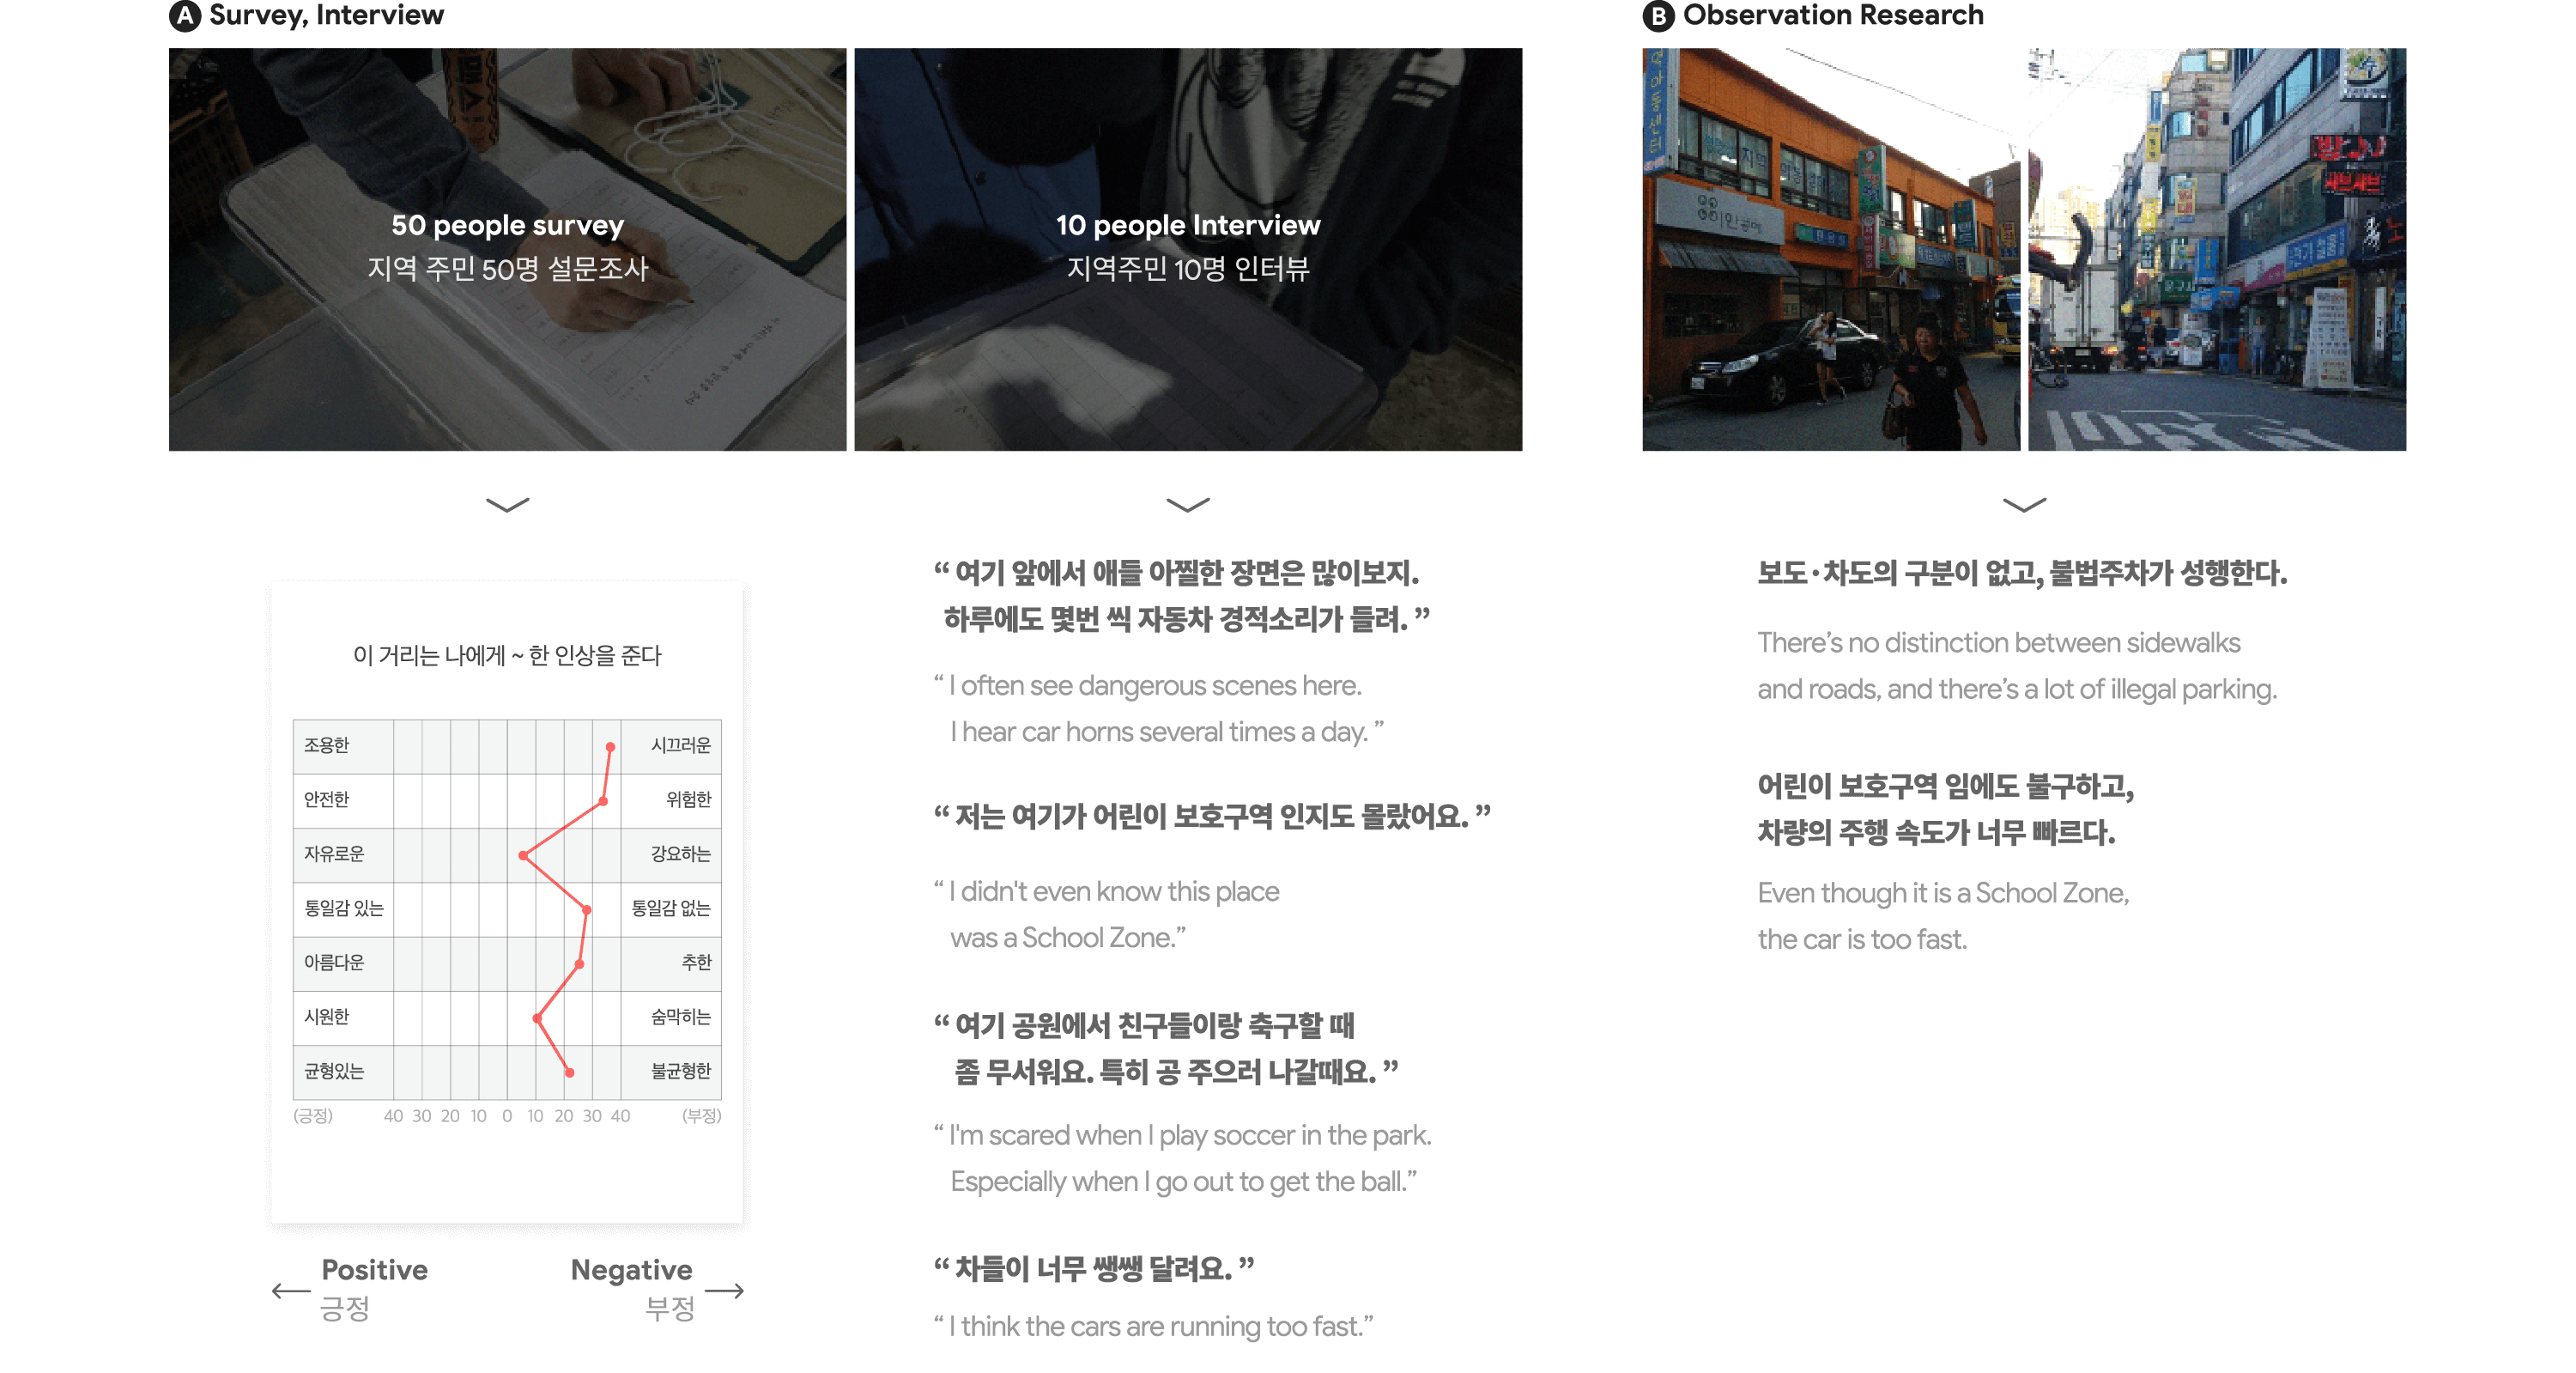 A Survey, Interview
50 people survey
지역 주민 50명 설문조사
10 people Interview
지역주민 10명 인터뷰
B Observation Research
이 거리는 나에게 ~ 한 인상을 준다
조용한 시끄러운
안전한 위험한
자유로운 강요하는
통일감 있는 통일감 없는
아름다운 추한
시원한 숨막히는
균형있는 불균형한
(긍정) 40 30 20 10 0 10 20 30 40 (부정)
Positive Negative
긍정 부정
“ 여기 앞에서 애들 아찔한 장면은 많이보지.
하루에도 몇번 씩 자동차 경적소리가 들려. ”
“ I often see dangerous scenes here.
I hear car horns several times a day. ”
“ 저는 여기가 어린이 보호구역 인지도 몰랐어요. ”
“ I didn't even know this place
was a School Zone.”
“ 여기 공원에서 친구들이랑 축구할 때
좀 무서워요. 특히 공 주으러 나갈때요. ”
“ I'm scared when I play soccer in the park.
Especially when I go out to get the ball.”
“ 차들이 너무 쌩쌩 달려요. ”
“ I think the cars are running too fast.”
아동센터
지역
보도·차도의 구분이 없고, 불법주차가 성행한다.
There’s no distinction between sidewalks
and roads, and there’s a lot of illegal parking.
어린이 보호구역 임에도 불구하고,
차량의 주행 속도가 너무 빠르다.
Even though it is a School Zone,
the car is too fast.